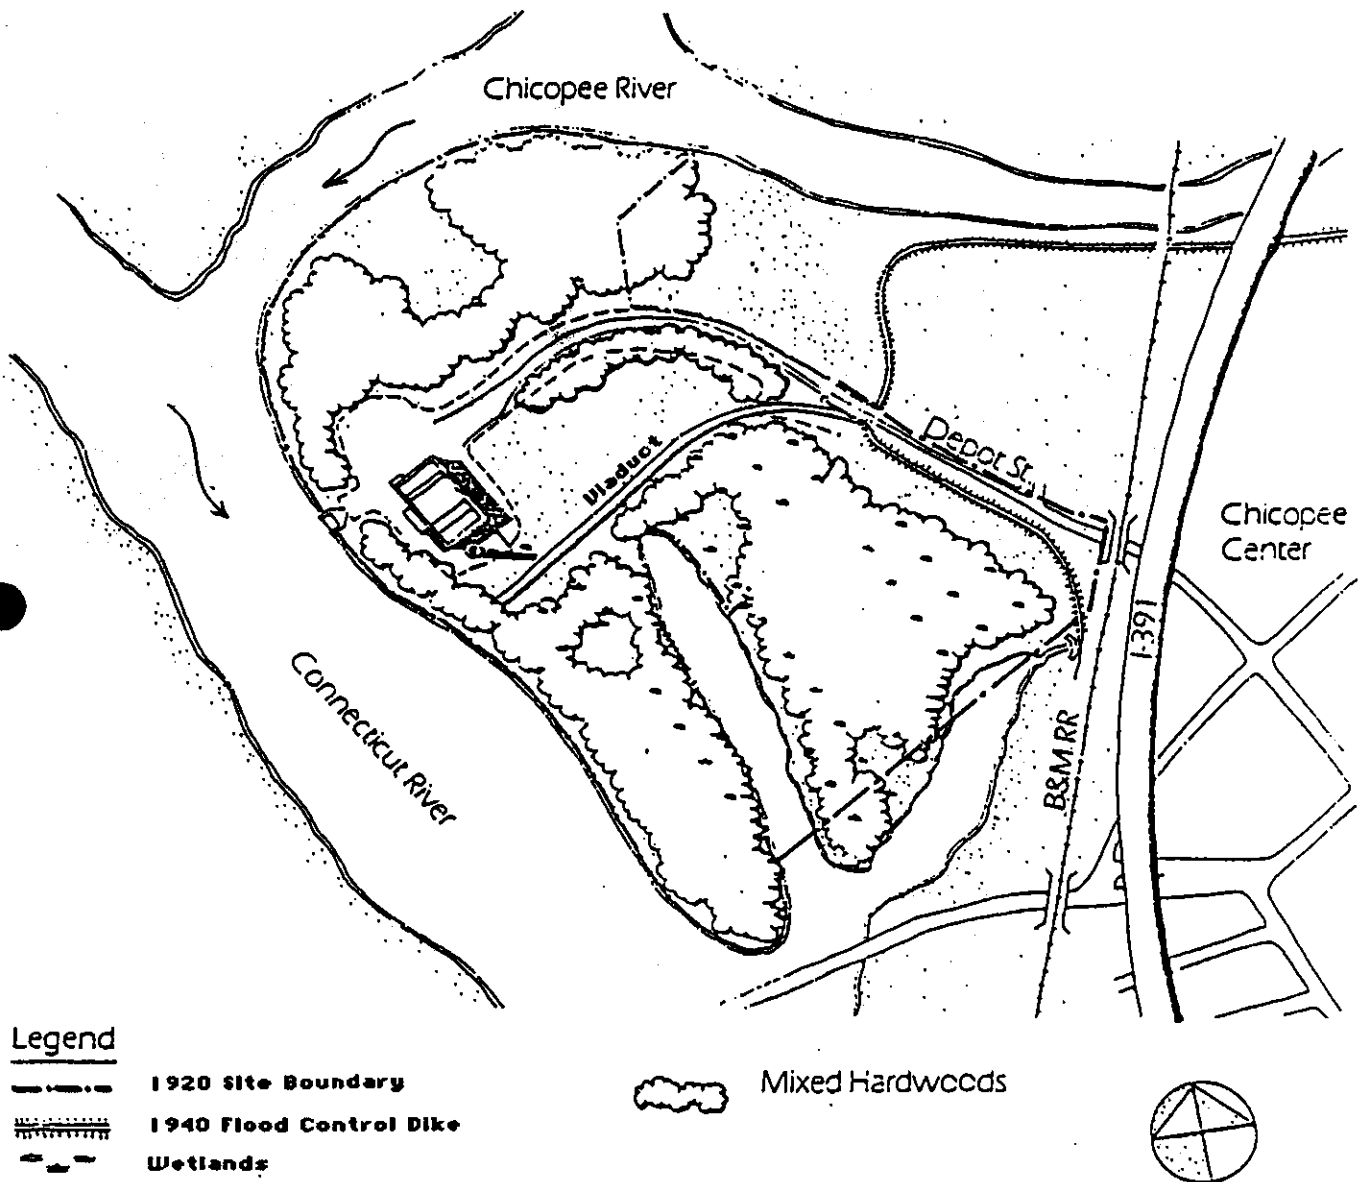 Chicopee River
Depot St.
Viaduct
Chicopee
Center
I-391
Connecticut River
B&M RR
Legend
1920 Site Boundary
1940 Flood Control Dike
Wetlands
Mixed Hardwoods